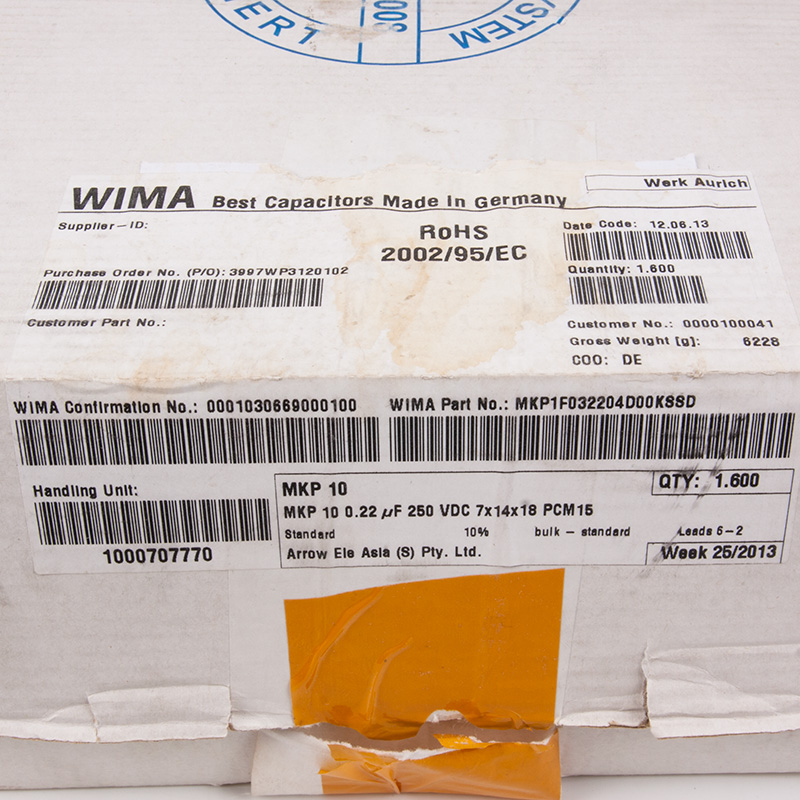 WERT
2008
SYSTEM
WIMA Best Capacitors Made in Germany
Werk Aurich
Supplier-ID:
RoHS
2002/95/EC
Date Code: 12.06.13
Purchase Order No. (P/O): 3997WP3120102
Quantity: 1.600
Customer Part No.:
Customer No.: 0000100041
Gross Weight [g]: 6228
COO: DE
WIMA Confirmation No.: 0001030669000100
WIMA Part No.: MKP1F032204D00KSSD
Handling Unit:
1000707770
MKP 10
QTY: 1.600
MKP 10 0.22 µF 250 VDC 7x14x18 PCM15
Standard 10% bulk - standard Leads 6-2
Arrow Ele Asia (S) Pty. Ltd.
Week 25/2013